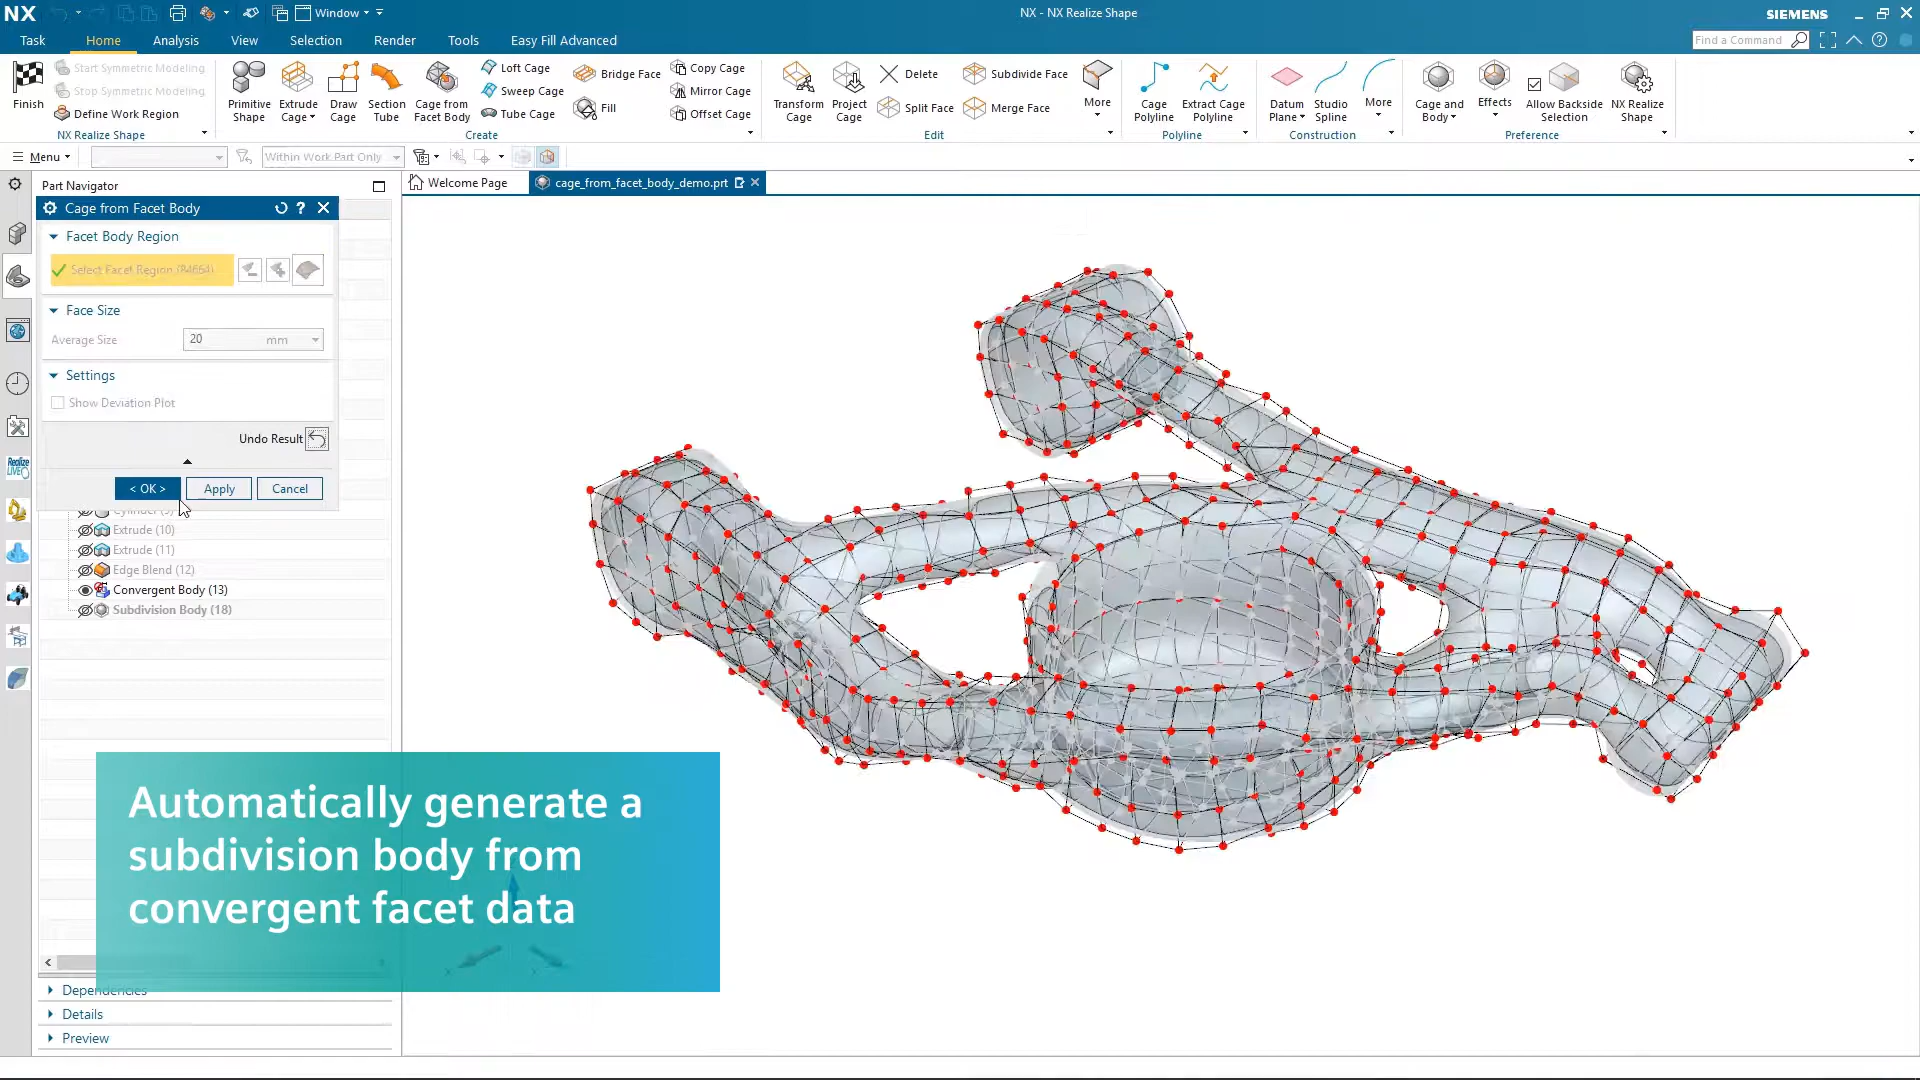 NX
Window
NX - NX Realize Shape
SIEMENS
Task
Home
Analysis
View
Selection
Render
Tools
Easy Fill Advanced
Find a Command
Finish
Start Symmetric Modeling
Stop Symmetric Modeling
Define Work Region
NX Realize Shape
Primitive Shape
Extrude Cage
Draw Cage
Section Tube
Cage from Facet Body
Loft Cage
Sweep Cage
Tube Cage
Bridge Face
Fill
Copy Cage
Mirror Cage
Offset Cage
Create
Transform Cage
Project Cage
Delete
Split Face
Subdivide Face
Merge Face
More
Edit
Cage Polyline
Extract Cage Polyline
Polyline
Datum Plane
Studio Spline
More
Construction
Cage and Body
Effects
Allow Backside Selection
NX Realize Shape
Preference
Menu
Within Work Part Only
Part Navigator
Welcome Page
cage_from_facet_body_demo.prt
Cage from Facet Body
Facet Body Region
Select Facet Region (84664)
Face Size
Average Size
20
mm
Settings
Show Deviation Plot
Undo Result
< OK >
Apply
Cancel
Cylinder (9)
Extrude (10)
Extrude (11)
Edge Blend (12)
Convergent Body (13)
Subdivision Body (18)
Realize LIVE
Automatically generate a
subdivision body from
convergent facet data
Dependencies
Details
Preview